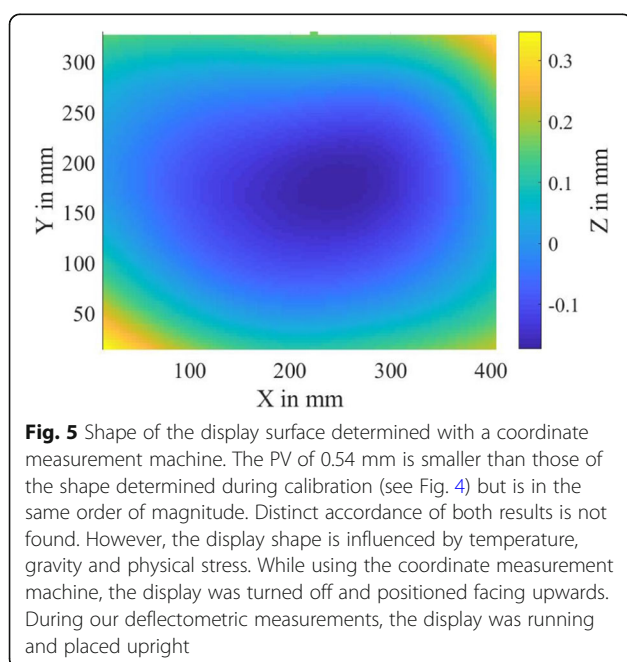 300
250
200
150
100
50
Y in mm
100
200
300
400
X in mm
0.3
0.2
0.1
0
-0.1
Z in mm
Fig. 5 Shape of the display surface determined with a coordinate
measurement machine. The PV of 0.54 mm is smaller than those of
the shape determined during calibration (see Fig. 4) but is in the
same order of magnitude. Distinct accordance of both results is not
found. However, the display shape is influenced by temperature,
gravity and physical stress. While using the coordinate measurement
machine, the display was turned off and positioned facing upwards.
During our deflectometric measurements, the display was running
and placed upright